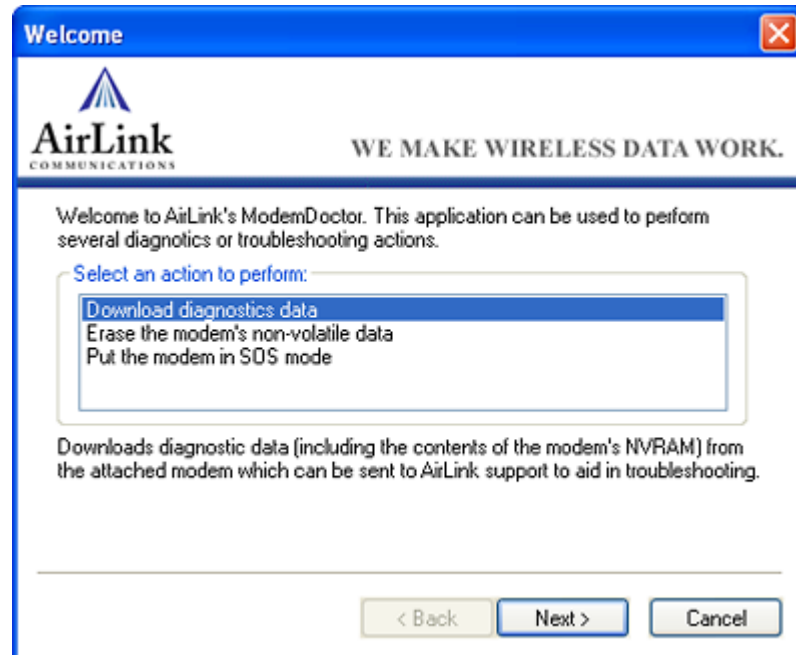 Welcome
AirLink
COMMUNICATIONS
WE MAKE WIRELESS DATA WORK.
Welcome to AirLink's ModemDoctor. This application can be used to perform
several diagnotics or troubleshooting actions.
Select an action to perform:
Download diagnostics data
Erase the modem's non-volatile data
Put the modem in SOS mode
Downloads diagnostic data (including the contents of the modem's NVRAM) from
the attached modem which can be sent to AirLink support to aid in troubleshooting.
< Back
Next >
Cancel